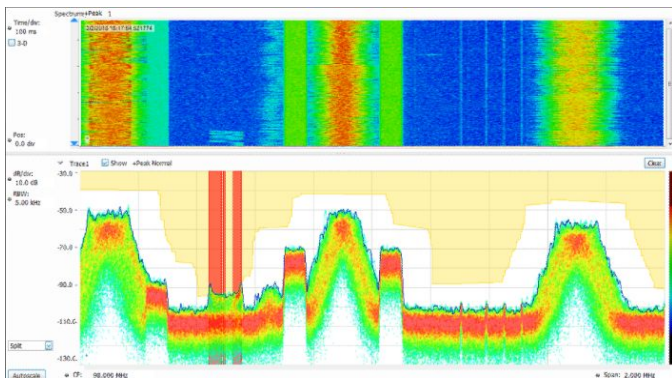 Spectrum +Peak 1
Time/div:
100 ms
3-D
Pos:
0.0 div
Trace1 Show +Peak Normal Clear
dB/div:
10.0 dB
RBW:
5.00 kHz
-30.0
-50.0
-70.0
-90.0
-110.0
-130.0
Split
Autoscale
CF: 98.090 MHz
Span: 2.000 MHz